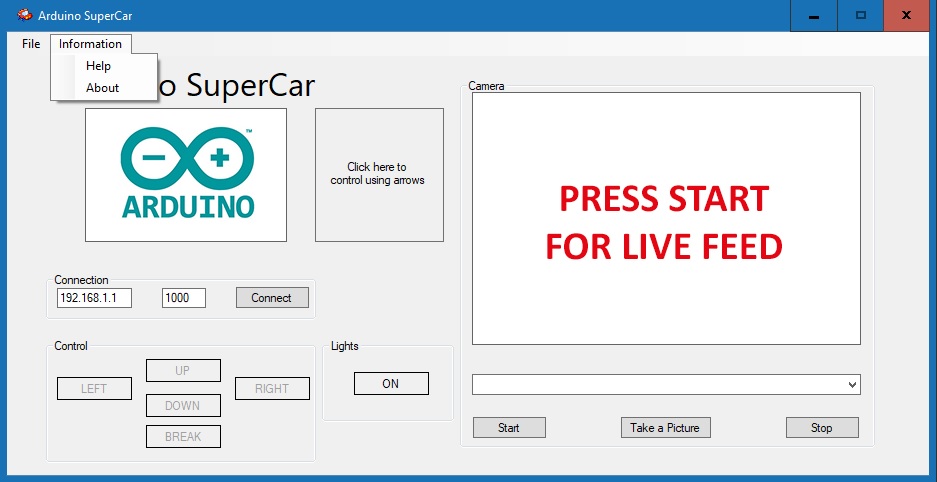 Arduino SuperCar
File
Information
Help
About
o SuperCar
ARDUINO
™
Click here to
control using arrows
Camera
PRESS START
FOR LIVE FEED
Connection
192.168.1.1
1000
Connect
Control
LEFT
UP
RIGHT
DOWN
BREAK
Lights
ON
Start
Take a Picture
Stop